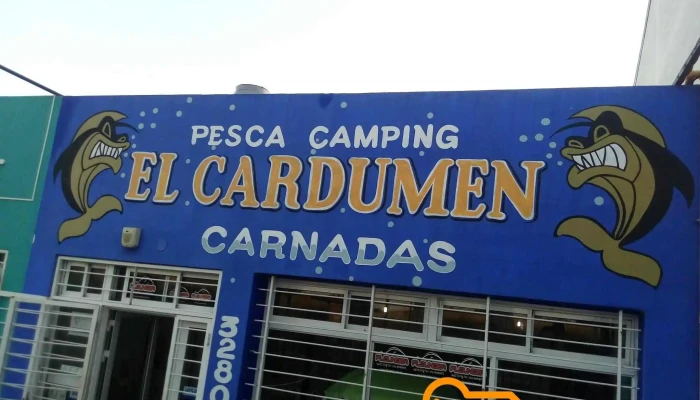 PESCA CAMPING
EL CARDUMEN
CARNADAS
3280